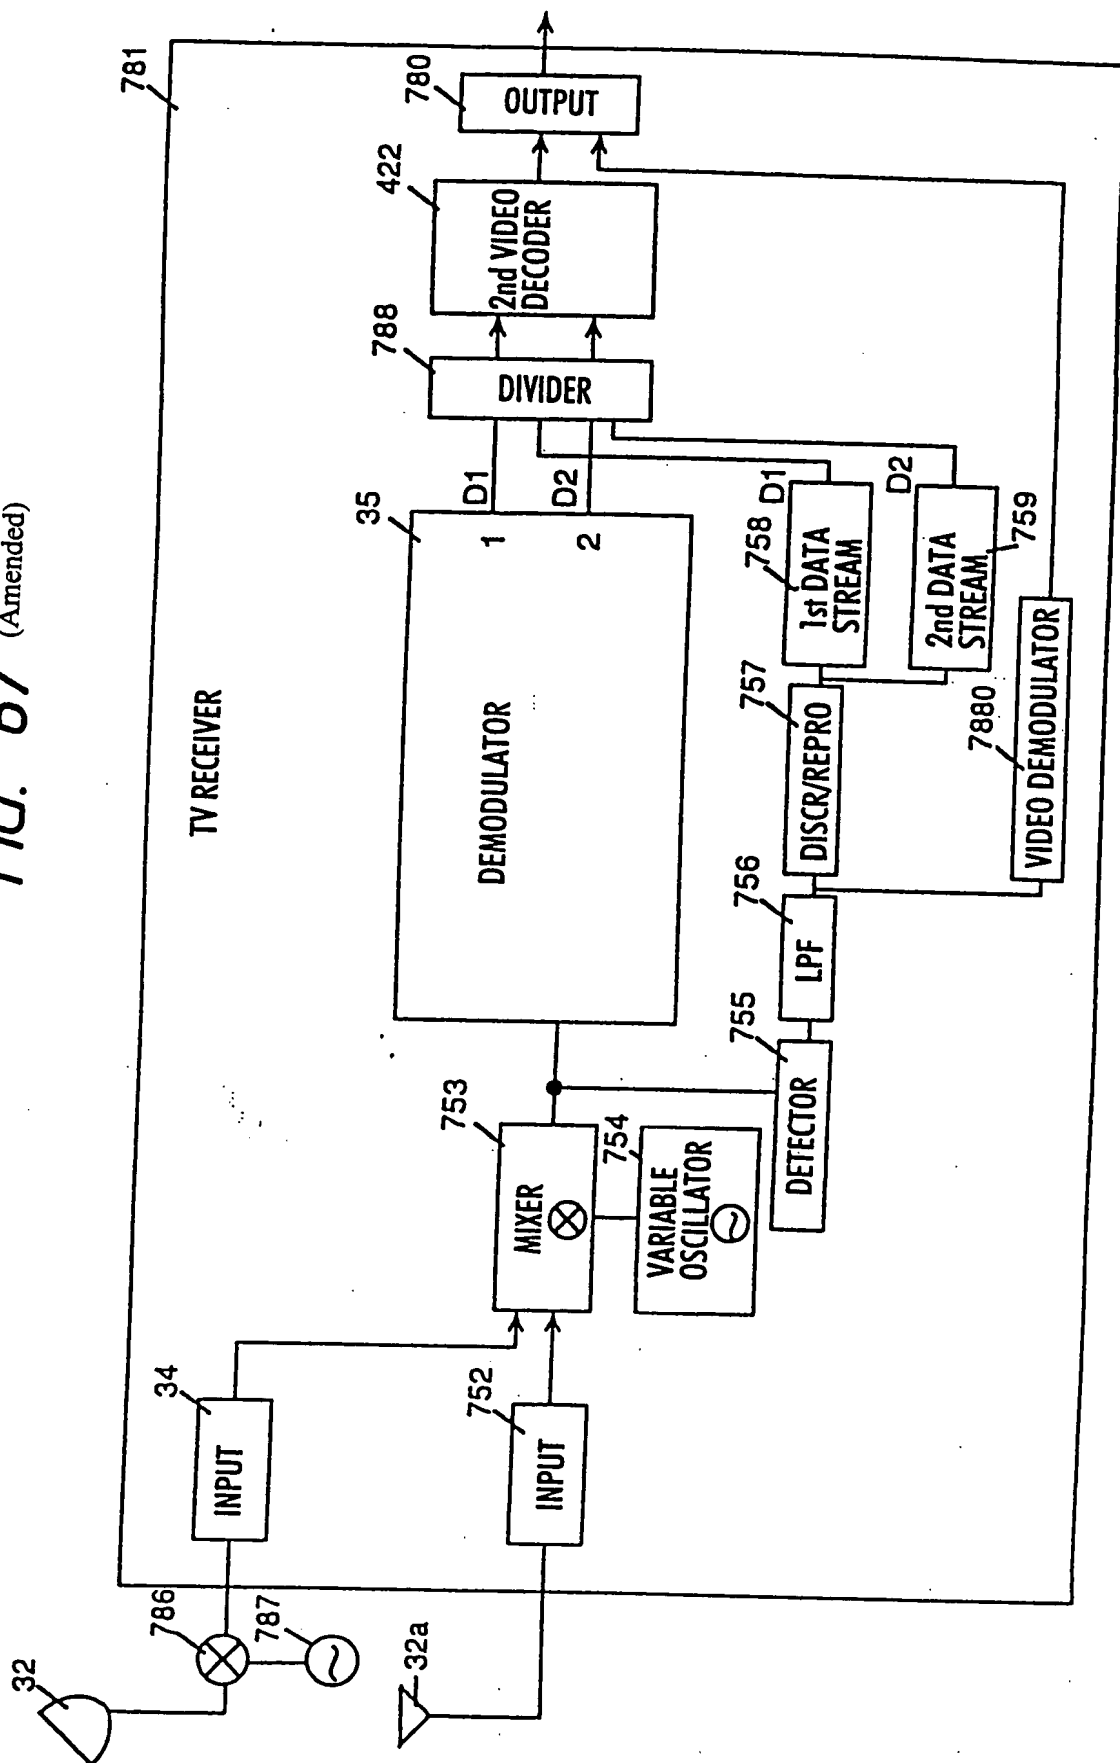 FIG. 67 (Amended)
781
TV RECEIVER
32
786
787
34
INPUT
32a
752
INPUT
753
MIXER
754
VARIABLE
OSCILLATOR
35
DEMODULATOR
1
2
D1
D2
788
DIVIDER
422
2nd VIDEO
DECODER
780
OUTPUT
755
DETECTOR
756
LPF
757
DISCR/REPRO
758
1st DATA
STREAM
D1
759
2nd DATA
STREAM
D2
7880
VIDEO DEMODULATOR